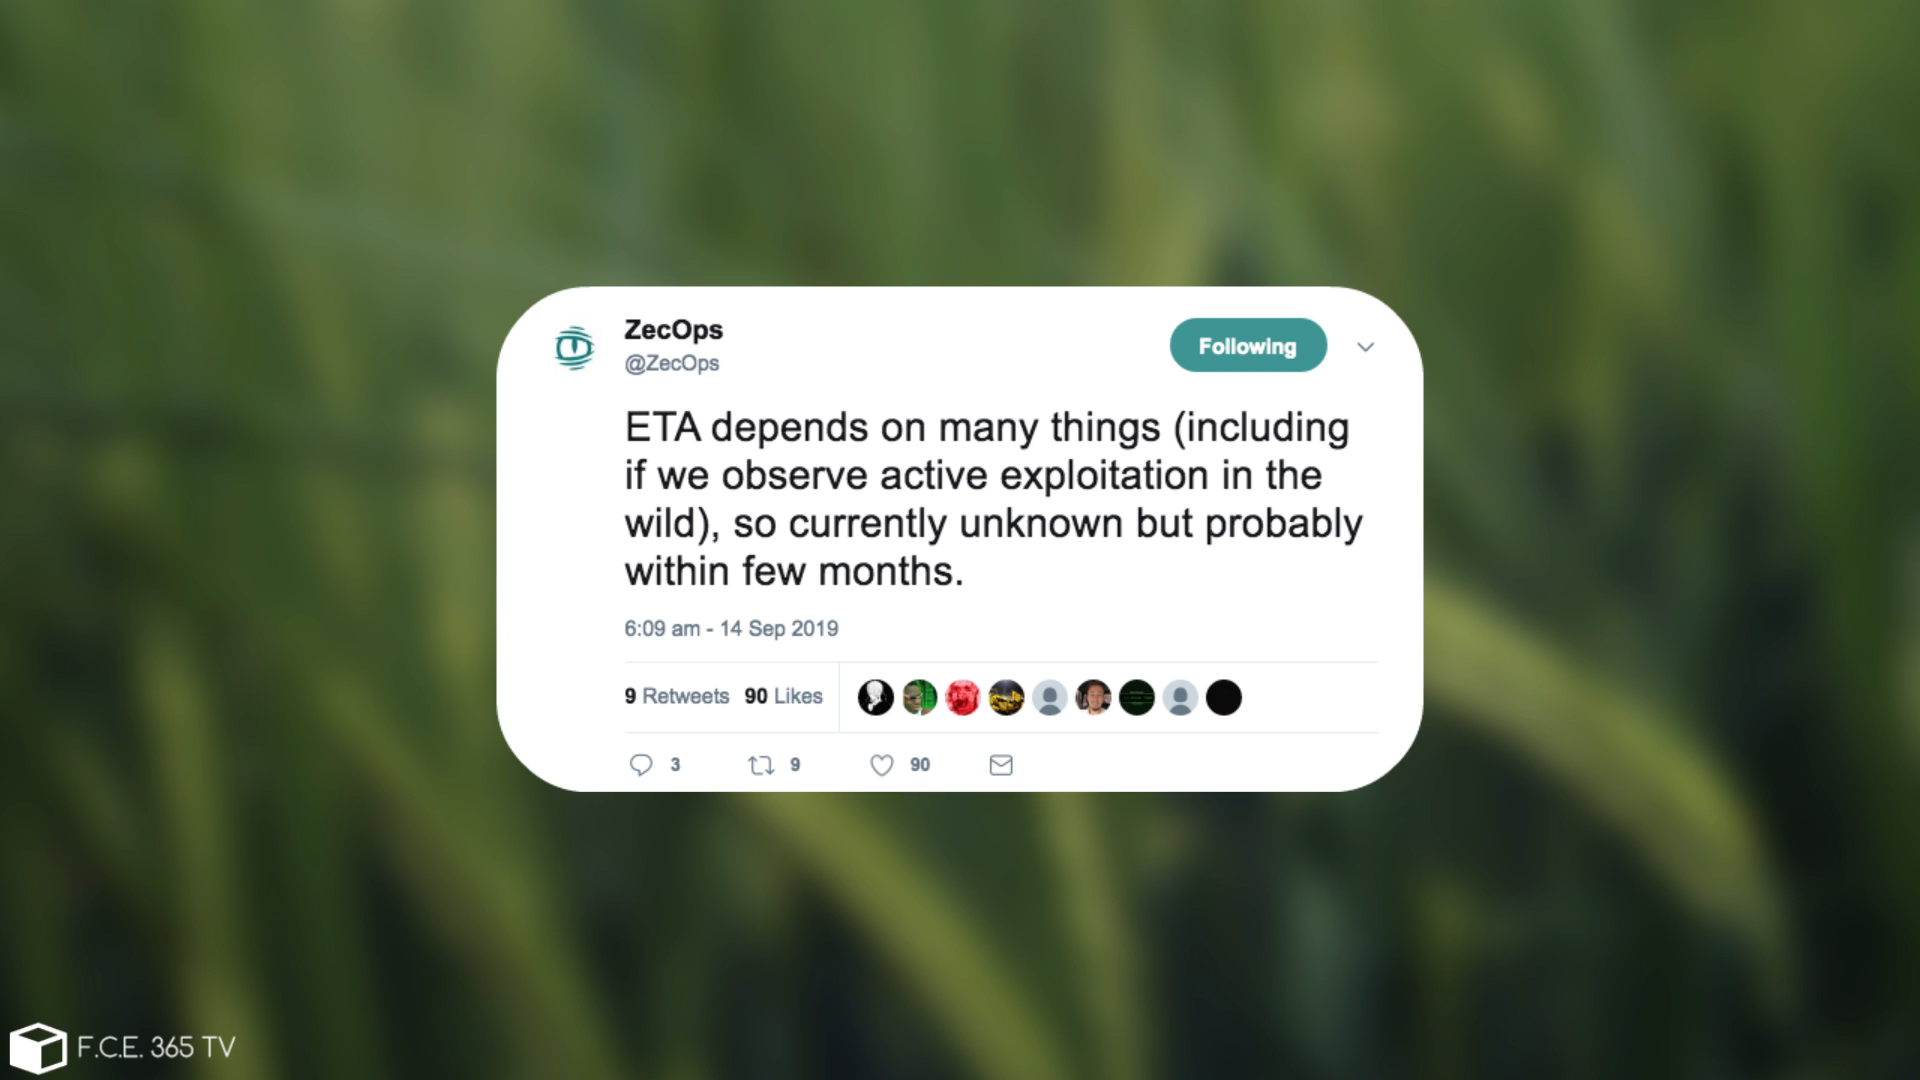 ZecOps
@ZecOps
Following
ETA depends on many things (including
if we observe active exploitation in the
wild), so currently unknown but probably
within few months.
6:09 am - 14 Sep 2019
9 Retweets 90 Likes
3 9 90
F.C.E. 365 TV